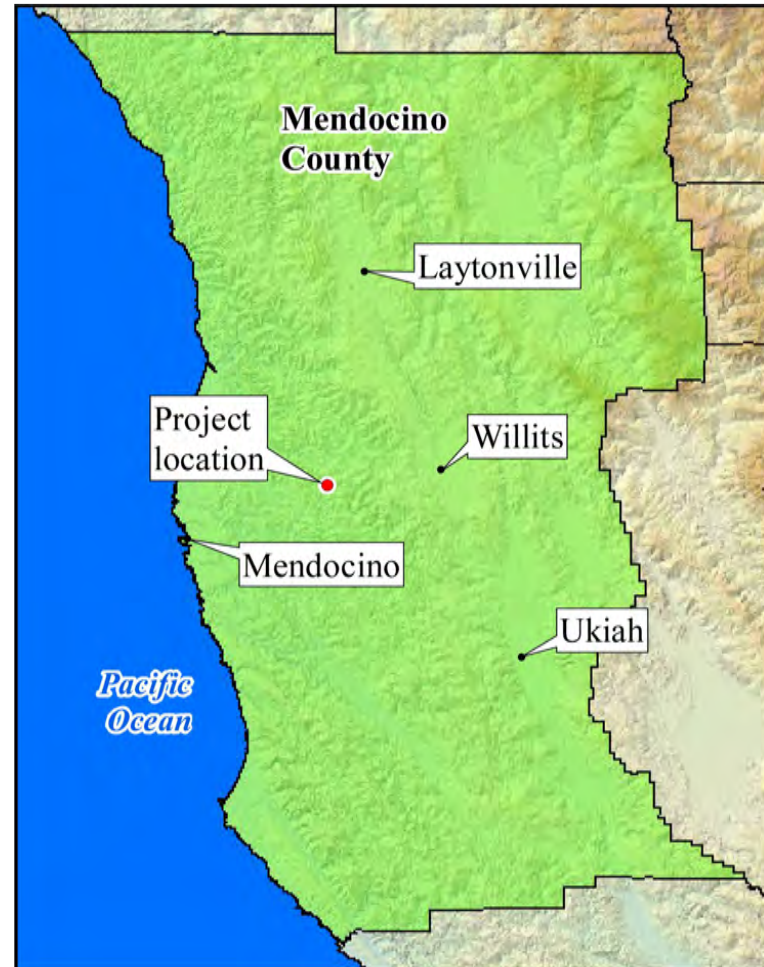 Mendocino
County
Laytonville
Project
location
Willits
Mendocino
Ukiah
Pacific
Ocean